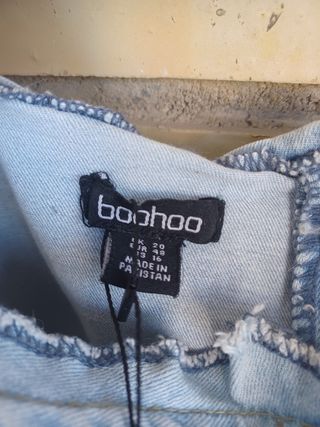 boohoo
UK 20
EUR 48
US 16
MADE IN
PAKISTAN